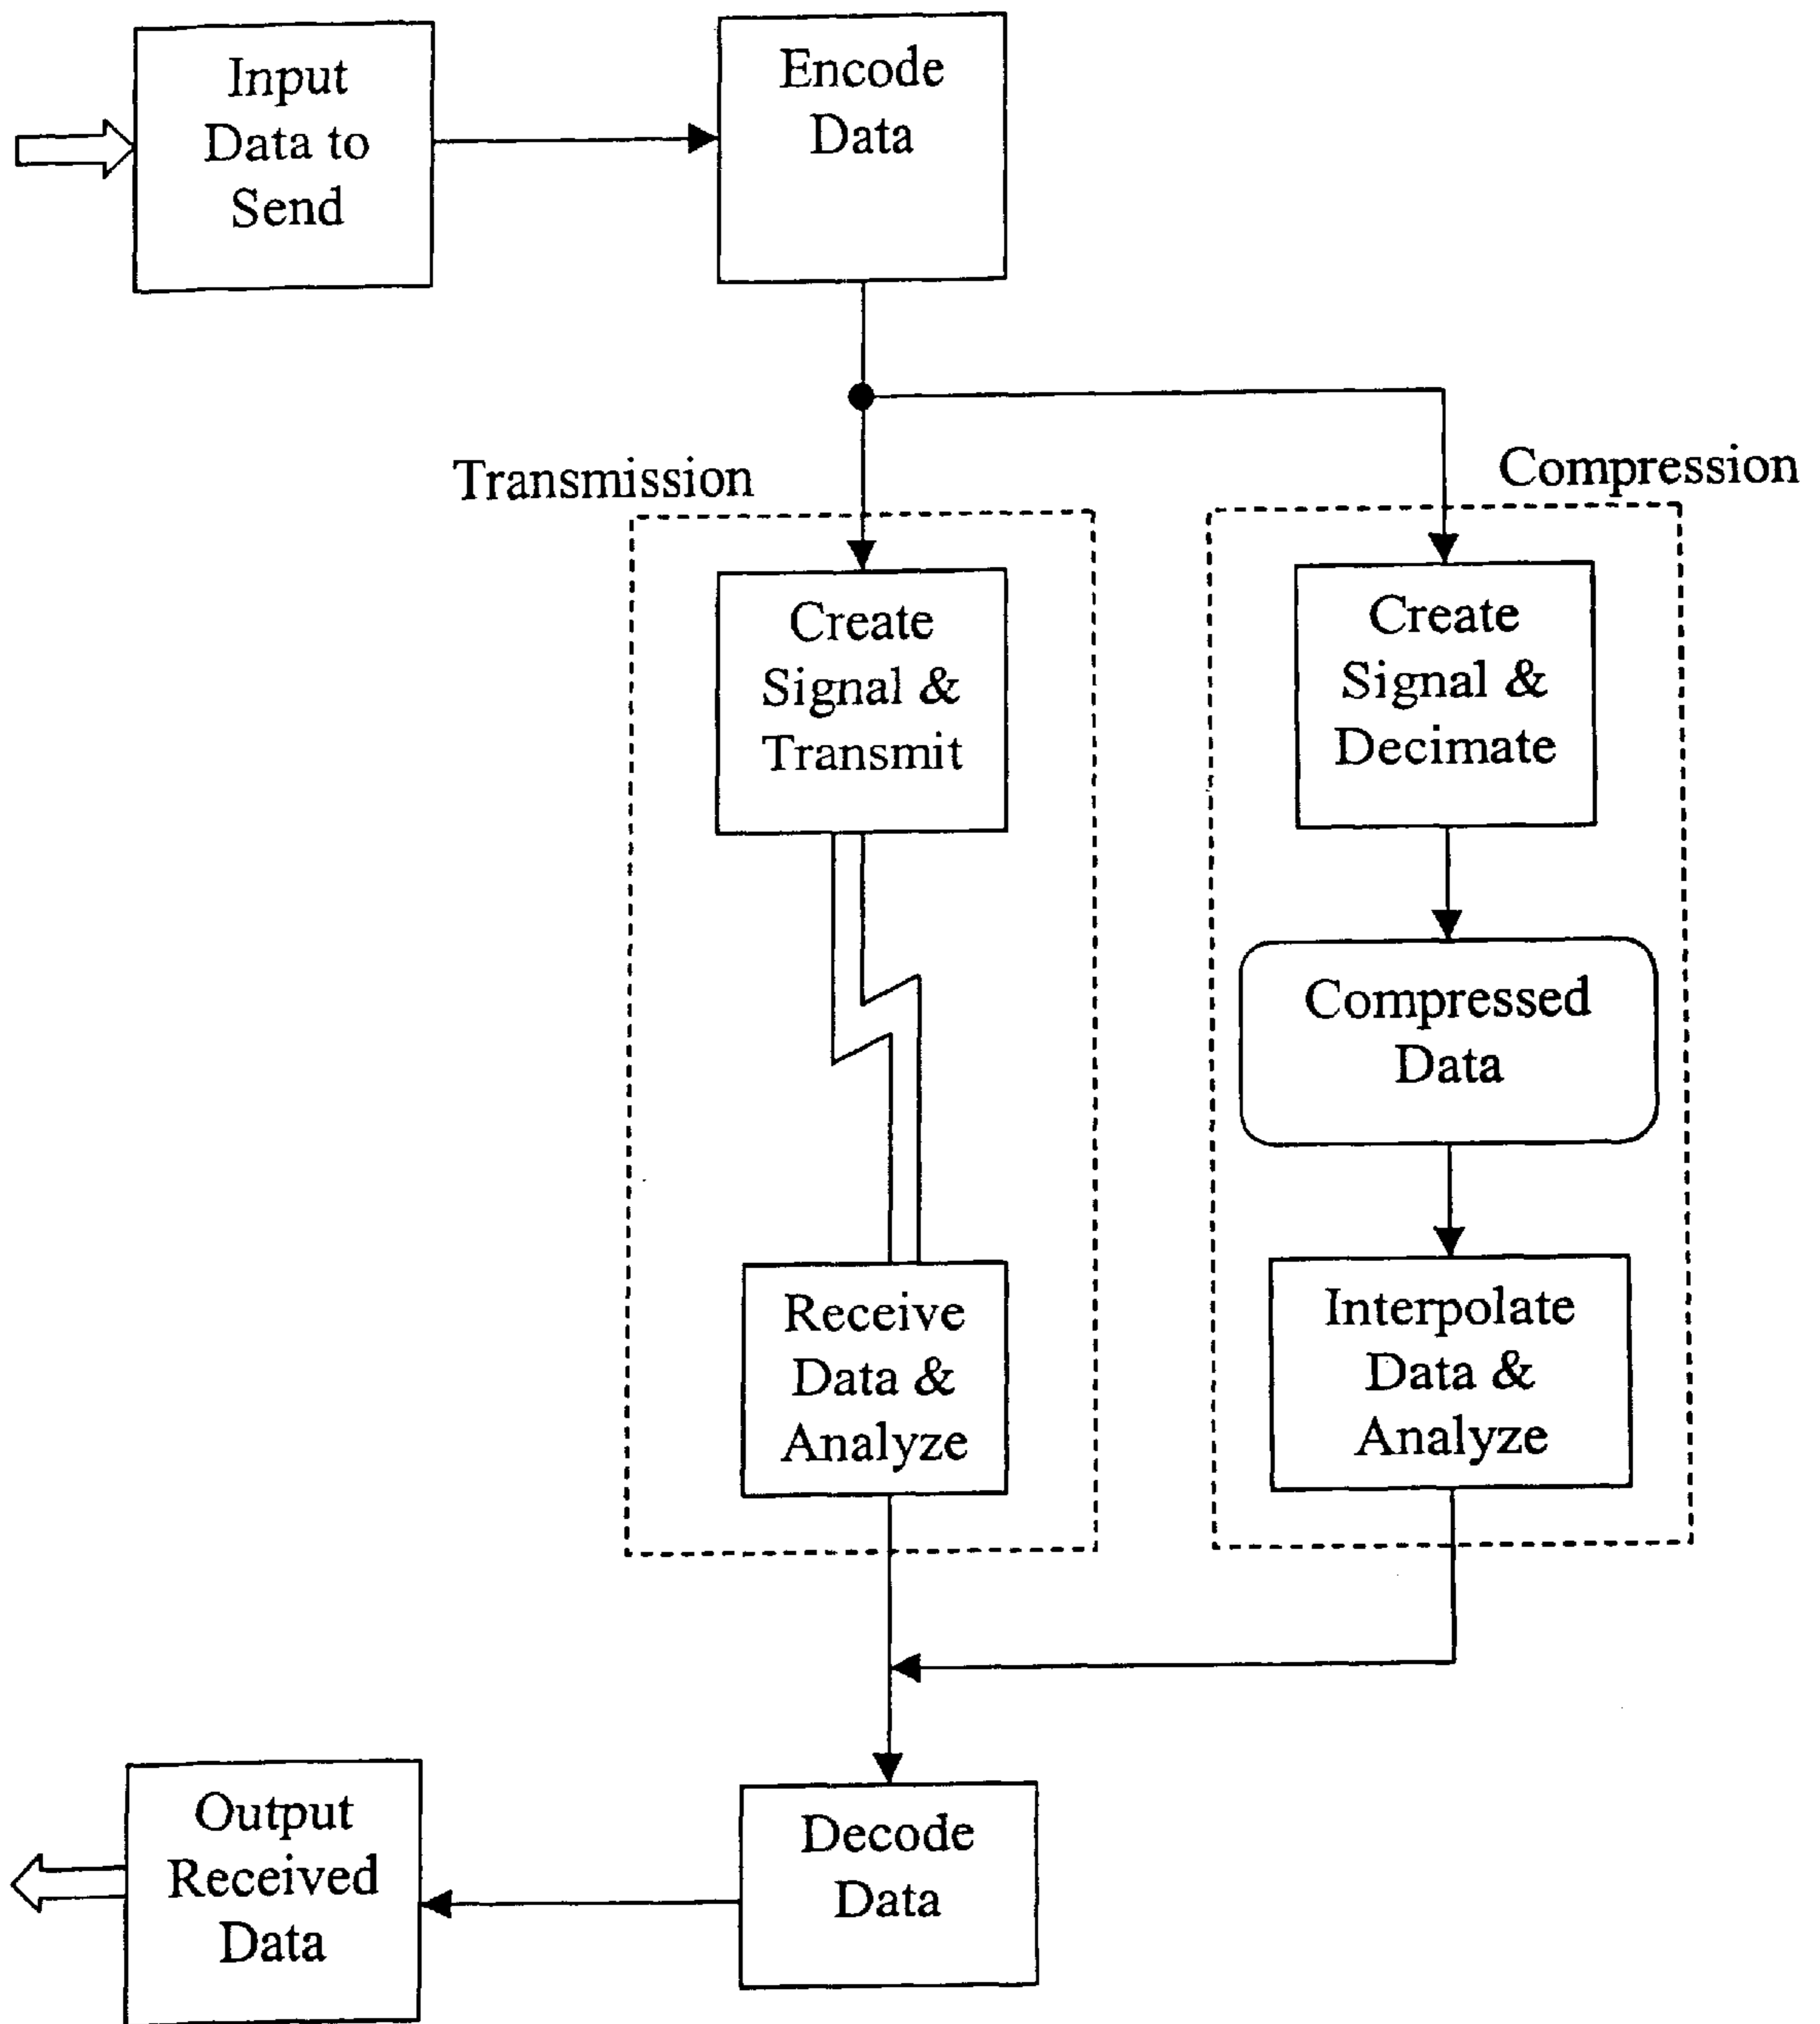 Input
Data to
Send
Encode
Data
Transmission
Compression
Create
Signal &
Transmit
Create
Signal &
Decimate
Compressed
Data
Receive
Data &
Analyze
Interpolate
Data &
Analyze
Output
Received
Data
Decode
Data